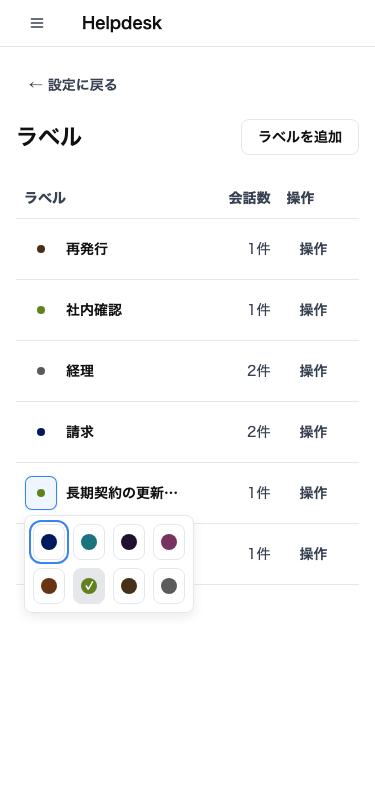 Helpdesk
← 設定に戻る
ラベル
ラベルを追加
ラベル 会話数 操作
再発行 1件 操作
社内確認 1件 操作
経理 2件 操作
請求 2件 操作
長期契約の更新… 1件 操作
1件 操作